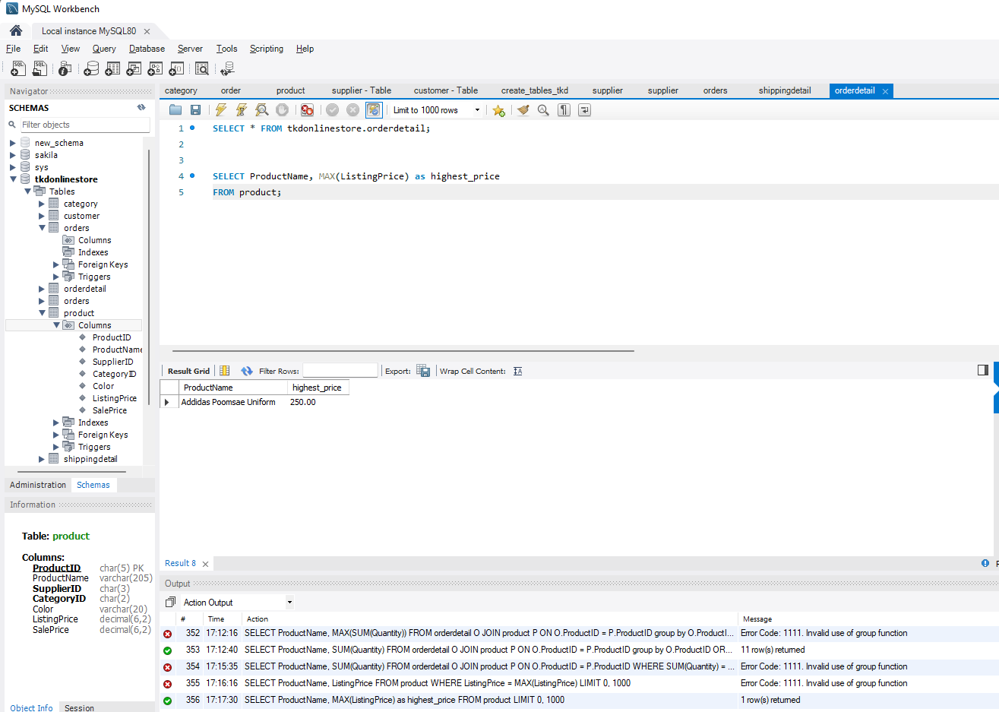 MySQL Workbench
Local instance MySQL80
File Edit View Query Database Server Tools Scripting Help
Navigator
SCHEMAS
Filter objects
new_schema
sakila
sys
tkdonlinestore
Tables
category
customer
orders
Columns
Indexes
Foreign Keys
Triggers
orderdetail
orders
product
Columns
ProductID
ProductName
SupplierID
CategoryID
Color
ListingPrice
SalePrice
Indexes
Foreign Keys
Triggers
shippingdetail
Administration Schemas
Information
Table: product
Columns:
ProductID char(5) PK
ProductName varchar(205)
SupplierID char(3)
CategoryID char(2)
Color varchar(20)
ListingPrice decimal(6,2)
SalePrice decimal(6,2)
Object Info Session
category order product supplier - Table customer - Table create_tables_tkd supplier supplier orders shippingdetail orderdetail
Limit to 1000 rows
1 SELECT * FROM tkdonlinestore.orderdetail;
2
3
4 SELECT ProductName, MAX(ListingPrice) as highest_price
5 FROM product;
Result Grid Filter Rows: Export: Wrap Cell Content:
ProductName highest_price
Addidas Poomsae Uniform 250.00
Result 8
Output
Action Output
# Time Action Message
352 17:12:16 SELECT ProductName, MAX(SUM(Quantity)) FROM orderdetail O JOIN product P ON O.ProductID = P.ProductID group by O.ProductI... Error Code: 1111. Invalid use of group function
353 17:12:40 SELECT ProductName, SUM(Quantity) FROM orderdetail O JOIN product P ON O.ProductID = P.ProductID group by O.ProductID OR... 11 row(s) returned
354 17:15:35 SELECT ProductName, SUM(Quantity) FROM orderdetail O JOIN product P ON O.ProductID = P.ProductID WHERE SUM(Quantity) = ... Error Code: 1111. Invalid use of group function
355 17:16:16 SELECT ProductName, ListingPrice FROM product WHERE ListingPrice = MAX(ListingPrice) LIMIT 0, 1000 Error Code: 1111. Invalid use of group function
356 17:17:30 SELECT ProductName, MAX(ListingPrice) as highest_price FROM product LIMIT 0, 1000 1 row(s) returned